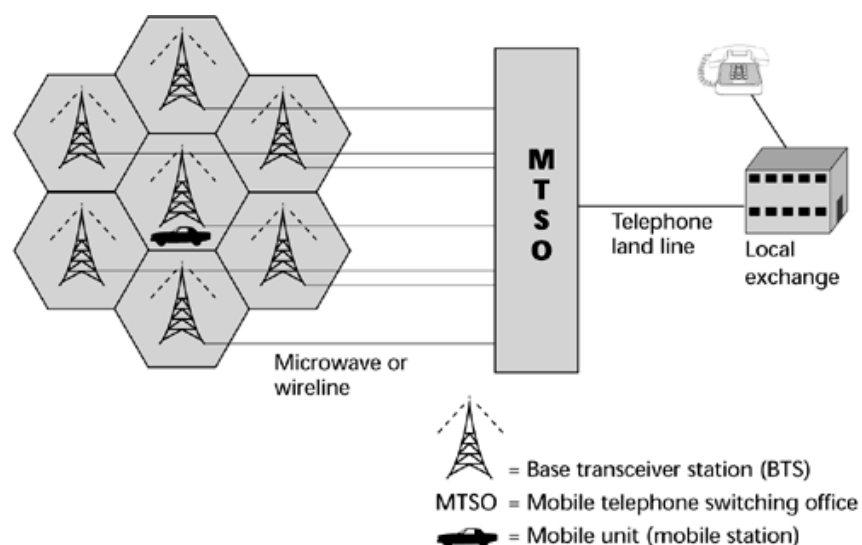 M
T
S
O
Telephone
land line
Local
exchange
Microwave or
wireline
= Base transceiver station (BTS)
MTSO = Mobile telephone switching office
= Mobile unit (mobile station)